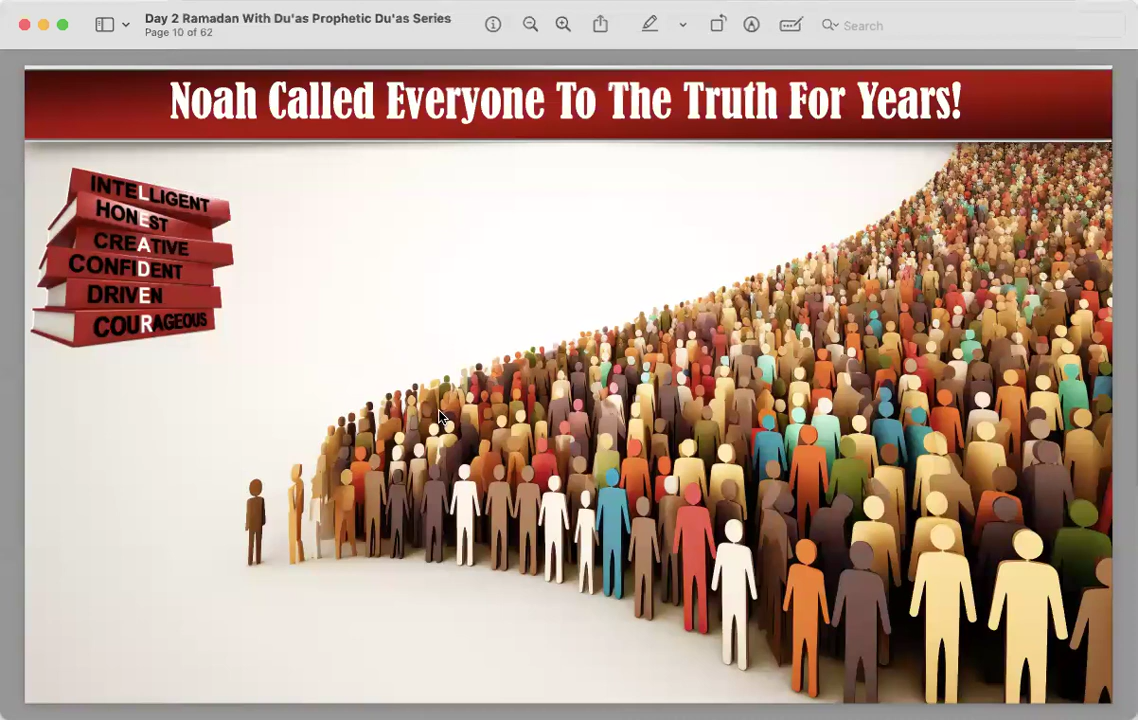 Day 2 Ramadan With Du'as Prophetic Du'as Series
Page 10 of 62
Search
Noah Called Everyone To The Truth For Years!
INTELLIGENT
HONEST
CREATIVE
CONFIDENT
DRIVEN
COURAGEOUS